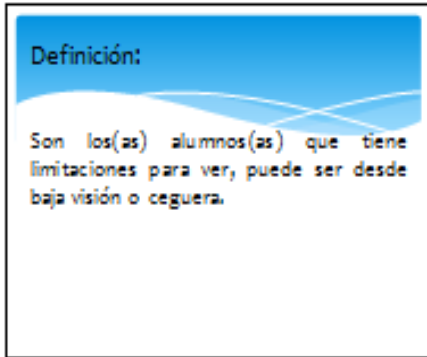 Definición:
Son los(as) alumnos(as) que tiene
limitaciones para ver, puede ser desde
baja visión o ceguera.